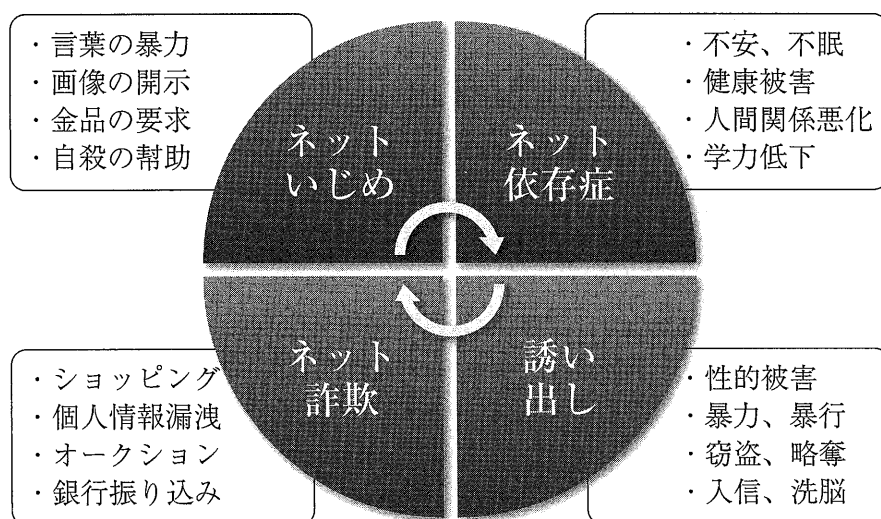 ・言葉の暴力
・画像の開示
・金品の要求
・自殺の幇助
ネット
いじめ
ネット
依存症
・不安、不眠
・健康被害
・人間関係悪化
・学力低下
・ショッピング
・個人情報漏洩
・オークション
・銀行振り込み
ネット
詐欺
誘い
出し
・性的被害
・暴力、暴行
・窃盗、略奪
・入信、洗脳